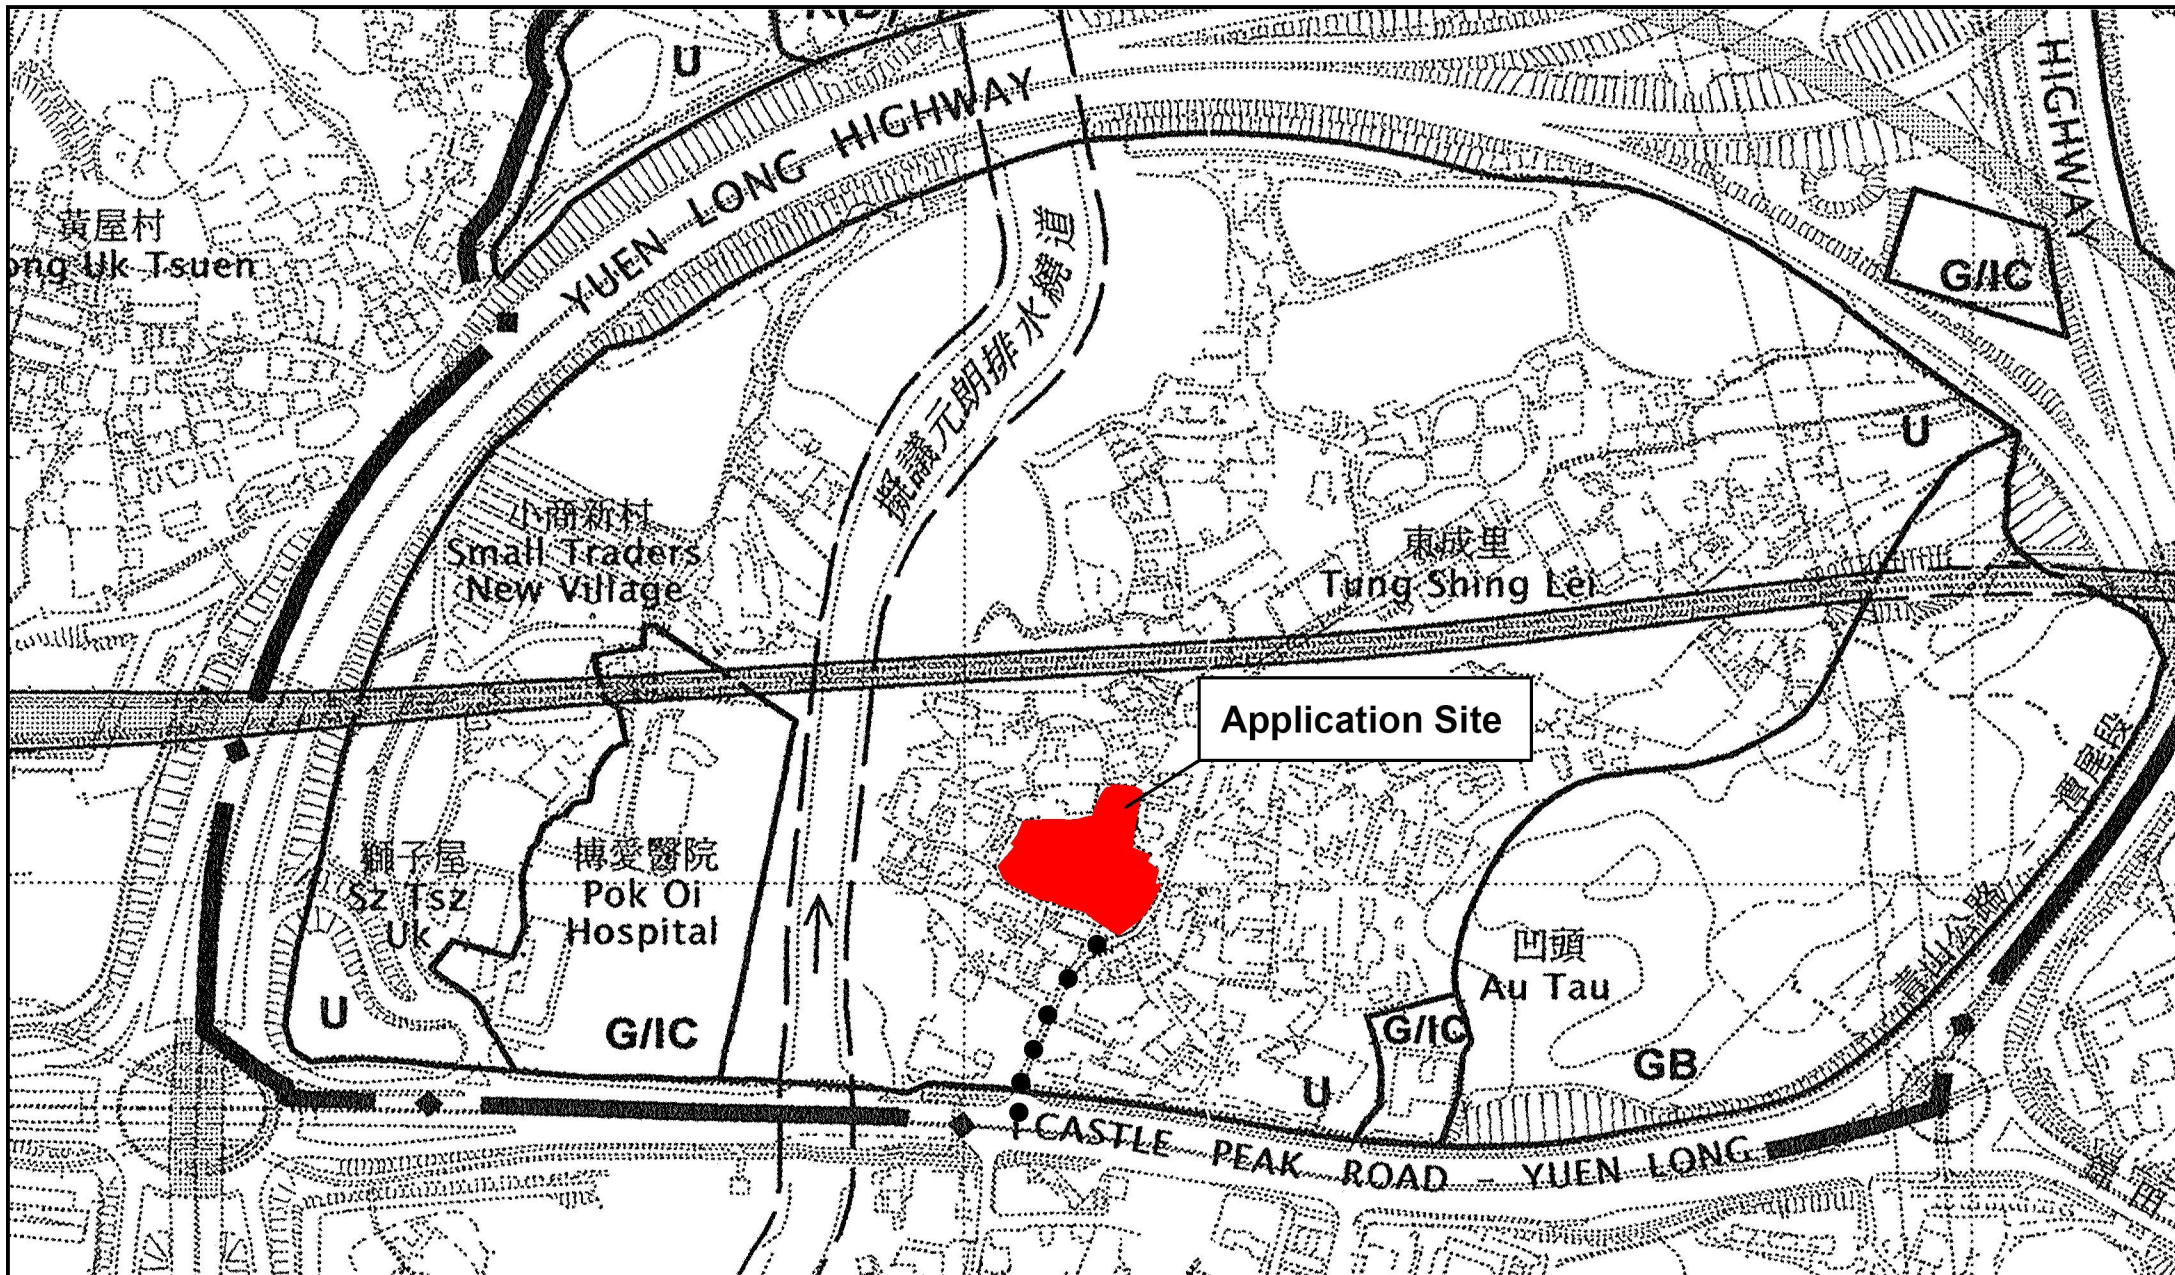 U
YUEN LONG HIGHWAY
HIGHWAY
黃屋村
ong Uk Tsuen
G/IC
擬議元朗排水繞道
U
小商新村
Small Traders
New Village
東成里
Tung Shing Lei
Application Site
潭尾段
獅子屋
Sz Tsz
Uk
博愛醫院
Pok Oi
Hospital
青山公路
凹頭
Au Tau
U
G/IC
G/IC
GB
U
CASTLE PEAK ROAD - YUEN LONG